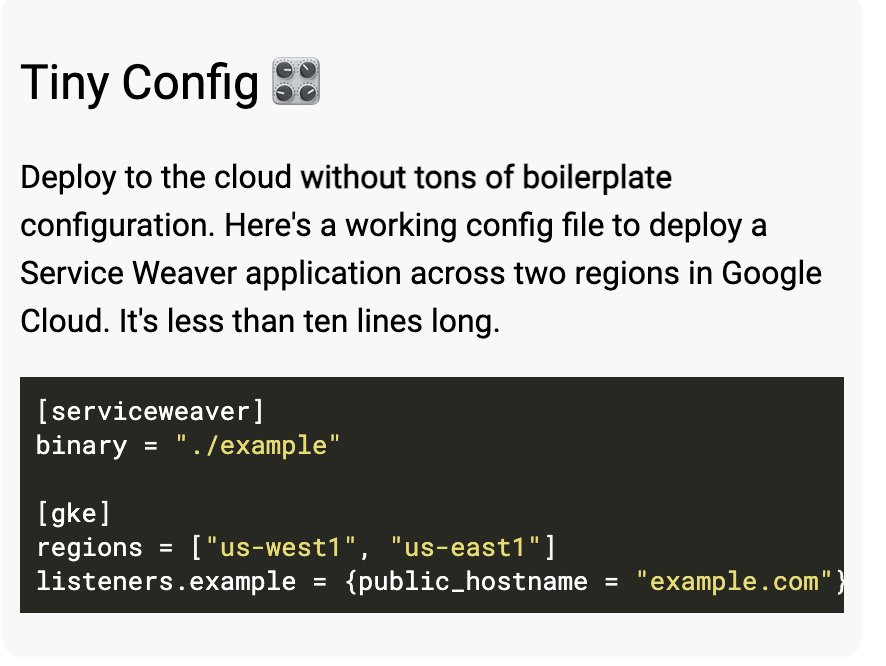 Tiny Config 🎛️
Deploy to the cloud without tons of boilerplate
configuration. Here's a working config file to deploy a
Service Weaver application across two regions in Google
Cloud. It's less than ten lines long.
[serviceweaver]
binary = "./example"
[gke]
regions = ["us-west1", "us-east1"]
listeners.example = {public_hostname = "example.com"}